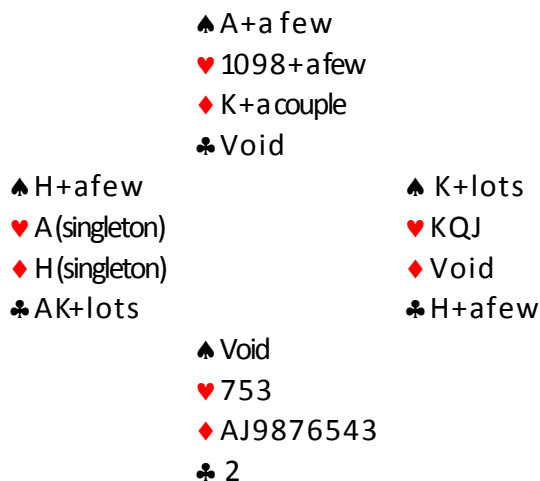 ♠ A+a few
♥ 1098+a few
♦ K+a couple
♣ Void
♠ H+a few
♥ A (singleton)
♦ H (singleton)
♣ AK+lots
♠ K+lots
♥ KQJ
♦ Void
♣ H+a few
♠ Void
♥ 753
♦ AJ9876543
♣ 2